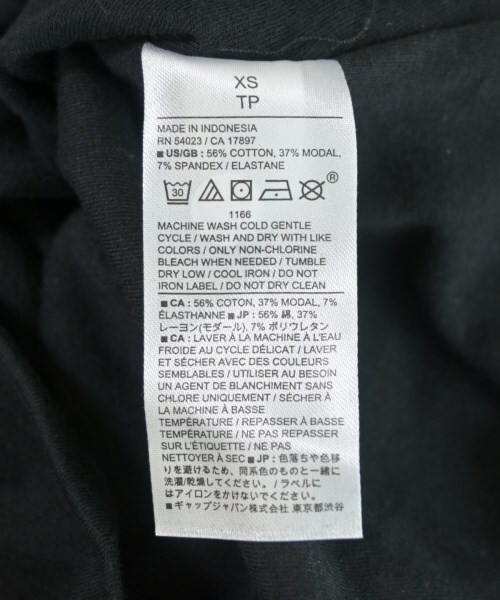 XS
TP
MADE IN INDONESIA
RN 54023 / CA 17897
■ US/GB : 56% COTTON, 37% MODAL,
7% SPANDEX / ELASTANE
30
®
1166
MACHINE WASH COLD GENTLE
CYCLE / WASH AND DRY WITH LIKE
COLORS / ONLY NON-CHLORINE
BLEACH WHEN NEEDED / TUMBLE
DRY LOW / COOL IRON / DO NOT
IRON LABEL / DO NOT DRY CLEAN
■ CA : 56% COTON, 37% MODAL, 7%
ÉLASTHANNE ■ JP : 56% 綿, 37%
レーヨン(モダール), 7% ポリウレタン
■ CA : LAVER À LA MACHINE À L'EAU
FROIDE AU CYCLE DÉLICAT / LAVER
ET SÉCHER AVEC DES COULEURS
SEMBLABLES / UTILISER AU BESOIN
UN AGENT DE BLANCHIMENT SANS
CHLORE UNIQUEMENT / SÉCHER À
LA MACHINE À BASSE
TEMPÉRATURE / REPASSER À BASSE
TEMPÉRATURE / NE PAS REPASSER
SUR L'ÉTIQUETTE / NE PAS
NETTOYER À SEC ■ JP : 色落ちや色移
りを避けるため、同系色のものと一緒に
洗濯/乾燥してください。/ ラベルに
はアイロンをかけないでください。
■ ギャップジャパン株式会社 東京都渋谷